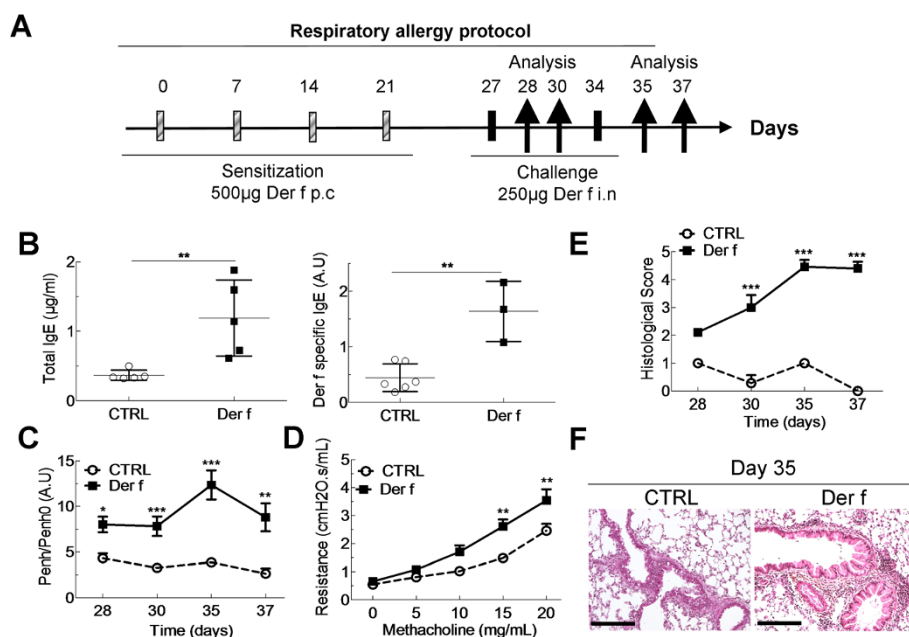 A
Respiratory allergy protocol
Analysis Analysis
0 7 14 21 27 28 30 34 35 37
Days
Sensitization
500µg Der f p.c
Challenge
250µg Der f i.n
B
Total IgE (µg/ml)
2
1
0
**
CTRL Der f
Der f specific IgE (A.U)
2
1
0
**
CTRL Der f
E
CTRL
Der f
Histological Score
6
4
2
0
*** *** ***
28 30 35 37
Time (days)
C
CTRL
Der f
Penh/Penh0 (A.U)
15
10
5
0
* *** *** **
28 30 35 37
Time (days)
D
CTRL
Der f
Resistance (cmH2O.s/mL)
5
4
3
2
1
0
** **
0 5 10 15 20
Methacholine (mg/mL)
F
Day 35
CTRL Der f